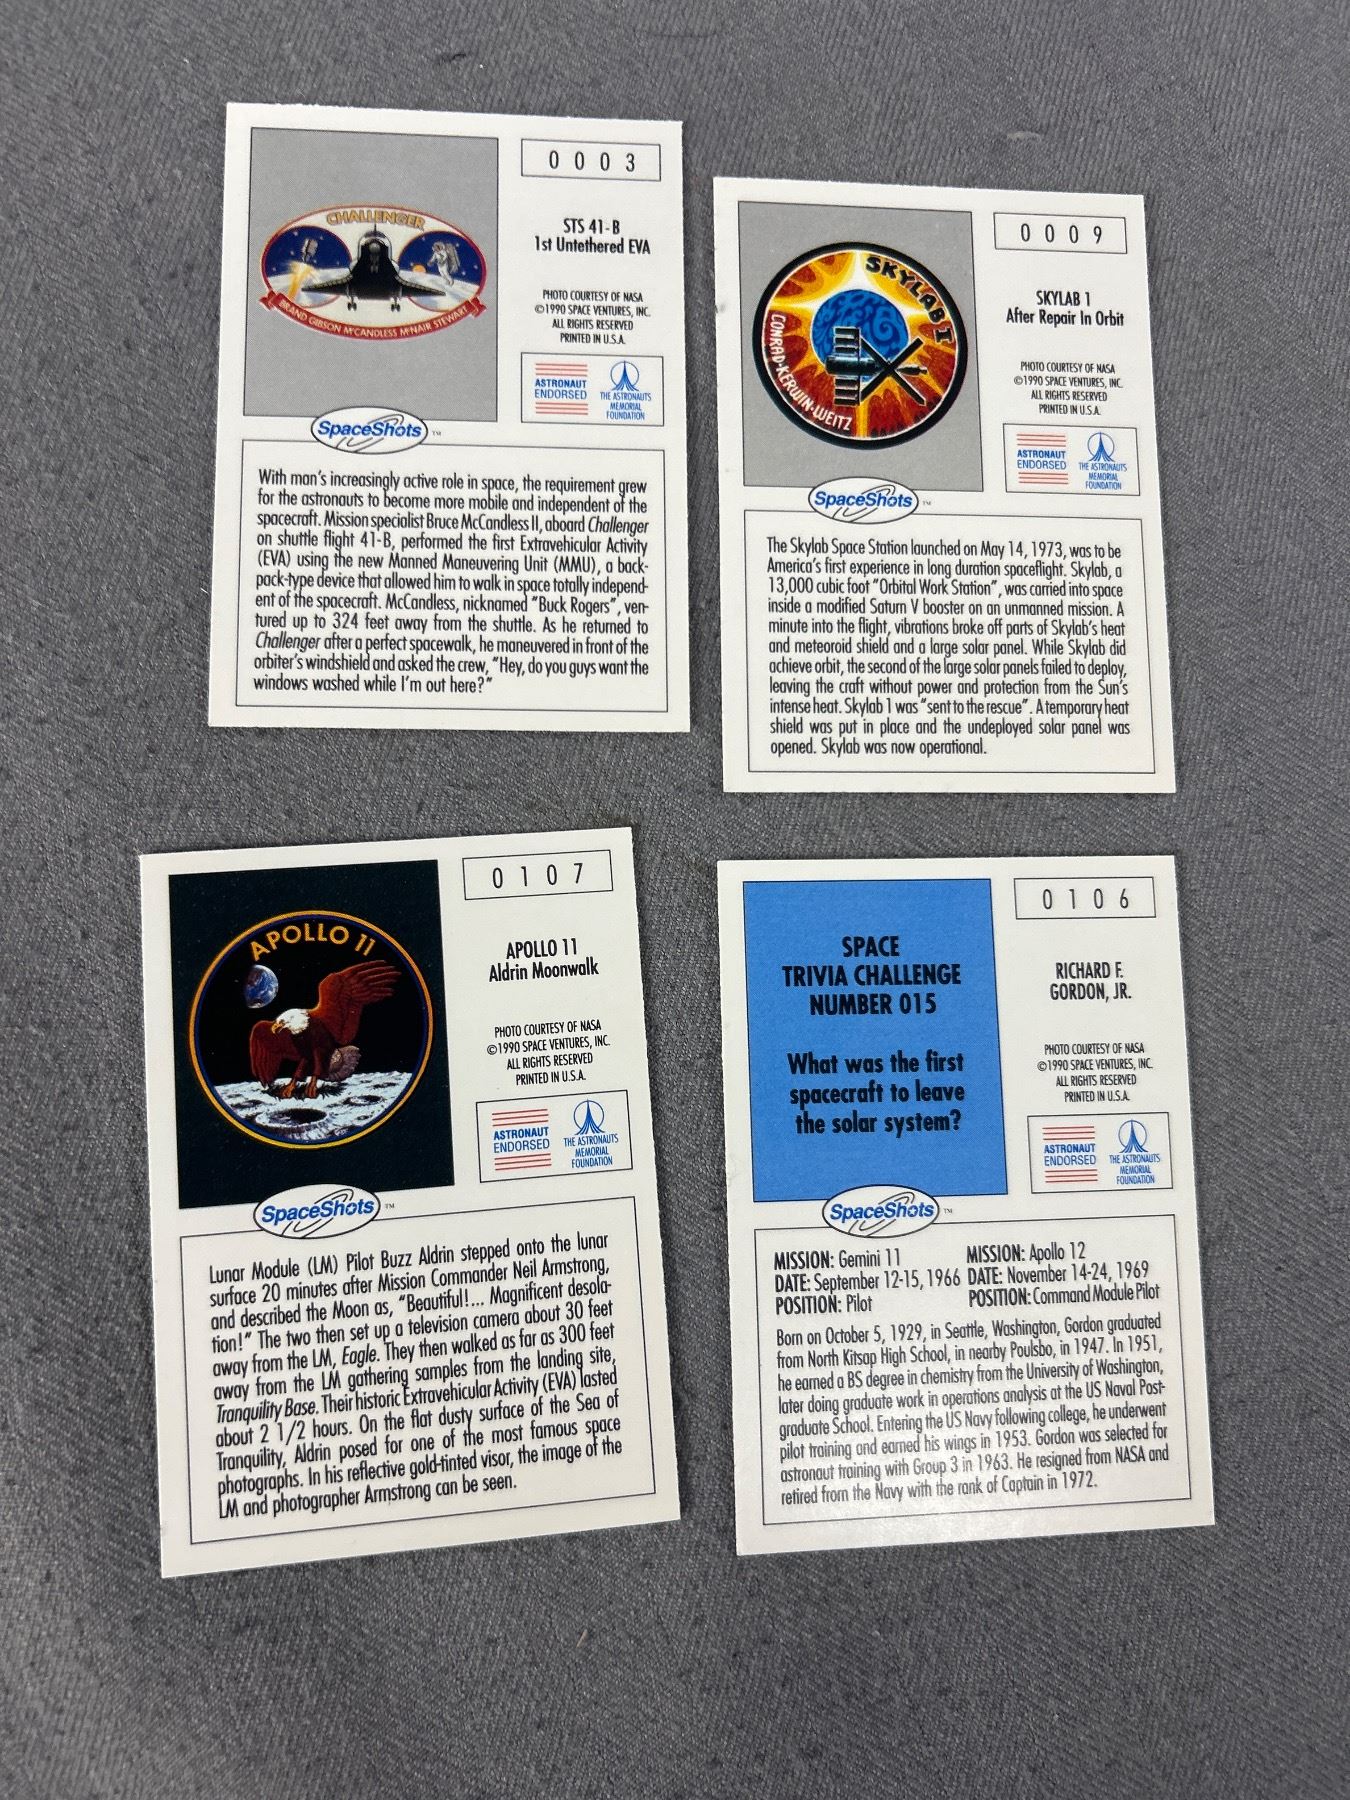 0003
STS 41-B
1st Untethered EVA
PHOTO COURTESY OF NASA
©1990 SPACE VENTURES, INC.
ALL RIGHTS RESERVED
PRINTED IN U.S.A.
ASTRONAUT
ENDORSED
THE ASTRONAUTS
MEMORIAL
FOUNDATION
CHALLENGER
BRAND GIBSON McCANDLESS McNAIR STEWART
SpaceShots™
With man's increasingly active role in space, the requirement grew
for the astronauts to become more mobile and independent of the
spacecraft. Mission specialist Bruce McCandless II, aboard Challenger
on shuttle flight 41-B, performed the first Extravehicular Activity
(EVA) using the new Manned Maneuvering Unit (MMU), a back-
pack-type device that allowed him to walk in space totally independ-
ent of the spacecraft. McCandless, nicknamed "Buck Rogers", ven-
tured up to 324 feet away from the shuttle. As he returned to
Challenger after a perfect spacewalk, he maneuvered in front of the
orbiter's windshield and asked the crew, "Hey, do you guys want the
windows washed while I'm out here?"
0009
SKYLAB 1
After Repair In Orbit
PHOTO COURTESY OF NASA
©1990 SPACE VENTURES, INC.
ALL RIGHTS RESERVED
PRINTED IN U.S.A.
ASTRONAUT
ENDORSED
THE ASTRONAUTS
MEMORIAL
FOUNDATION
SKYLAB I
CONRAD·KERWIN·WEITZ
SpaceShots™
The Skylab Space Station launched on May 14, 1973, was to be
America's first experience in long duration spaceflight. Skylab, a
13,000 cubic foot "Orbital Work Station", was carried into space
inside a modified Saturn V booster on an unmanned mission. A
minute into the flight, vibrations broke off parts of Skylab's heat
and meteoroid shield and a large solar panel. While Skylab did
achieve orbit, the second of the large solar panels failed to deploy,
leaving the craft without power and protection from the Sun's
intense heat. Skylab 1 was "sent to the rescue". A temporary heat
shield was put in place and the undeployed solar panel was
opened. Skylab was now operational.
0107
APOLLO 11
Aldrin Moonwalk
PHOTO COURTESY OF NASA
©1990 SPACE VENTURES, INC.
ALL RIGHTS RESERVED
PRINTED IN U.S.A.
ASTRONAUT
ENDORSED
THE ASTRONAUTS
MEMORIAL
FOUNDATION
APOLLO 11
SpaceShots™
Lunar Module (LM) Pilot Buzz Aldrin stepped onto the lunar
surface 20 minutes after Mission Commander Neil Armstrong,
and described the Moon as, "Beautiful!... Magnificent desola-
tion!" The two then set up a television camera about 30 feet
away from the LM, Eagle. They then walked as far as 300 feet
away from the LM gathering samples from the landing site,
Tranquility Base. Their historic Extravehicular Activity (EVA) lasted
about 2 1/2 hours. On the flat dusty surface of the Sea of
Tranquility, Aldrin posed for one of the most famous space
photographs. In his reflective gold-tinted visor, the image of the
LM and photographer Armstrong can be seen.
0106
RICHARD F.
GORDON, JR.
PHOTO COURTESY OF NASA
©1990 SPACE VENTURES, INC.
ALL RIGHTS RESERVED
PRINTED IN U.S.A.
ASTRONAUT
ENDORSED
THE ASTRONAUTS
MEMORIAL
FOUNDATION
SPACE
TRIVIA CHALLENGE
NUMBER 015
What was the first
spacecraft to leave
the solar system?
SpaceShots™
MISSION: Gemini 11 MISSION: Apollo 12
DATE: September 12-15, 1966 DATE: November 14-24, 1969
POSITION: Pilot POSITION: Command Module Pilot
Born on October 5, 1929, in Seattle, Washington, Gordon graduated
from North Kitsap High School, in nearby Poulsbo, in 1947. In 1951,
he earned a BS degree in chemistry from the University of Washington,
later doing graduate work in operations analysis at the US Naval Post-
graduate School. Entering the US Navy following college, he underwent
pilot training and earned his wings in 1953. Gordon was selected for
astronaut training with Group 3 in 1963. He resigned from NASA and
retired from the Navy with the rank of Captain in 1972.